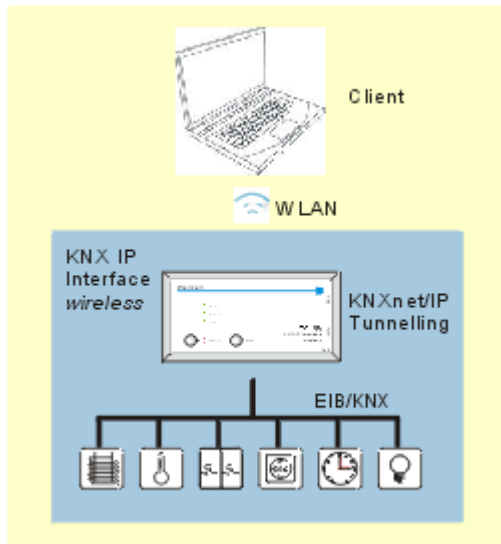 Client
WLAN
KNX IP
Interface
wireless
KNXnet/IP
Tunnelling
EIB/KNX